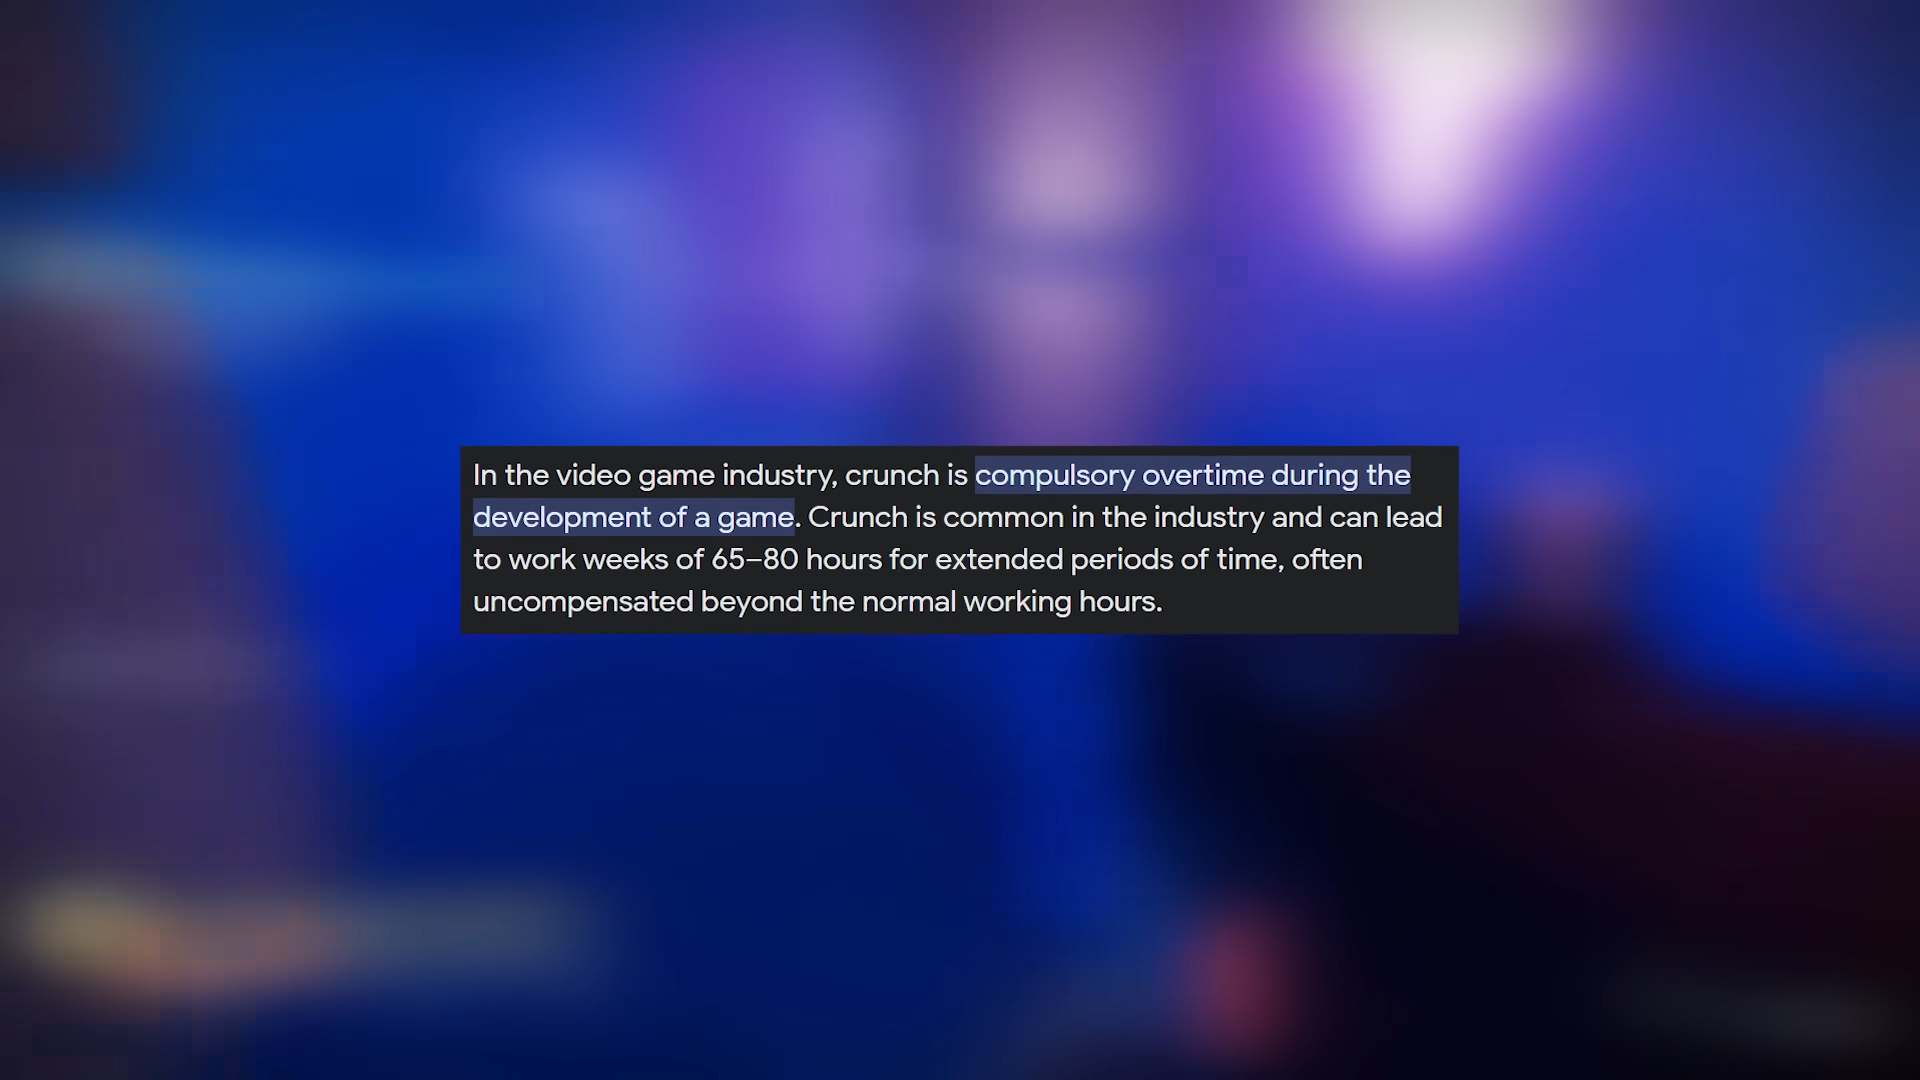 In the video game industry, crunch is compulsory overtime during the
development of a game. Crunch is common in the industry and can lead
to work weeks of 65–80 hours for extended periods of time, often
uncompensated beyond the normal working hours.